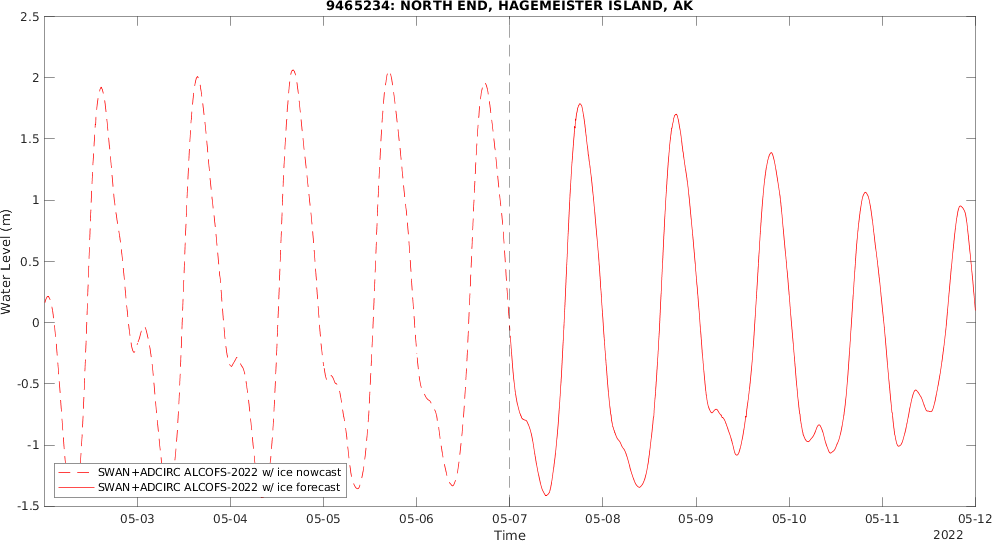 9465234: NORTH END, HAGEMEISTER ISLAND, AK
2.5
2
1.5
1
0.5
0
-0.5
-1
-1.5
Water Level (m)
SWAN+ADCIRC ALCOFS-2022 w/ ice nowcast
SWAN+ADCIRC ALCOFS-2022 w/ ice forecast
05-03 05-04 05-05 05-06 05-07 05-08 05-09 05-10 05-11 05-12
Time
2022